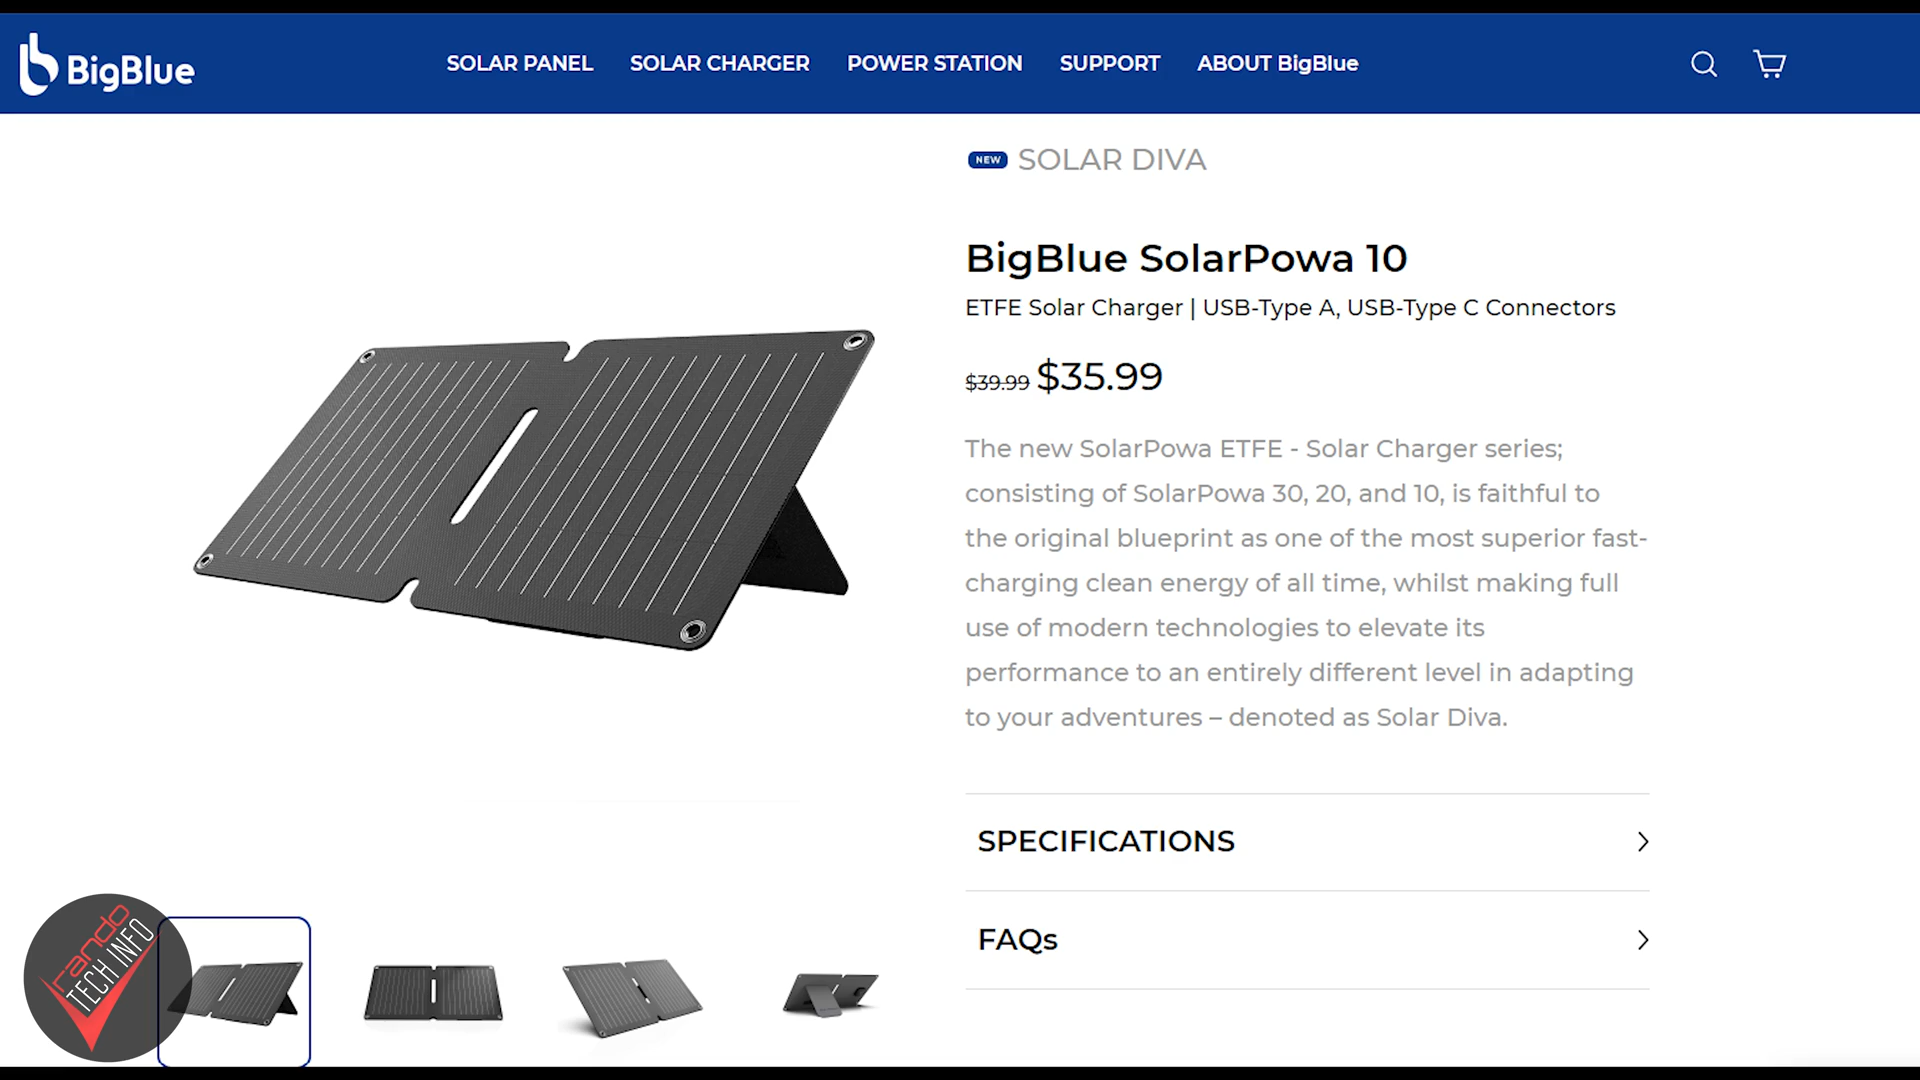 BigBlue
SOLAR PANEL
SOLAR CHARGER
POWER STATION
SUPPORT
ABOUT BigBlue
NEW SOLAR DIVA
BigBlue SolarPowa 10
ETFE Solar Charger | USB-Type A, USB-Type C Connectors
$39.99 $35.99
The new SolarPowa ETFE - Solar Charger series;
consisting of SolarPowa 30, 20, and 10, is faithful to
the original blueprint as one of the most superior fast-
charging clean energy of all time, whilst making full
use of modern technologies to elevate its
performance to an entirely different level in adapting
to your adventures – denoted as Solar Diva.
SPECIFICATIONS
FAQs
rando
TECH INFO